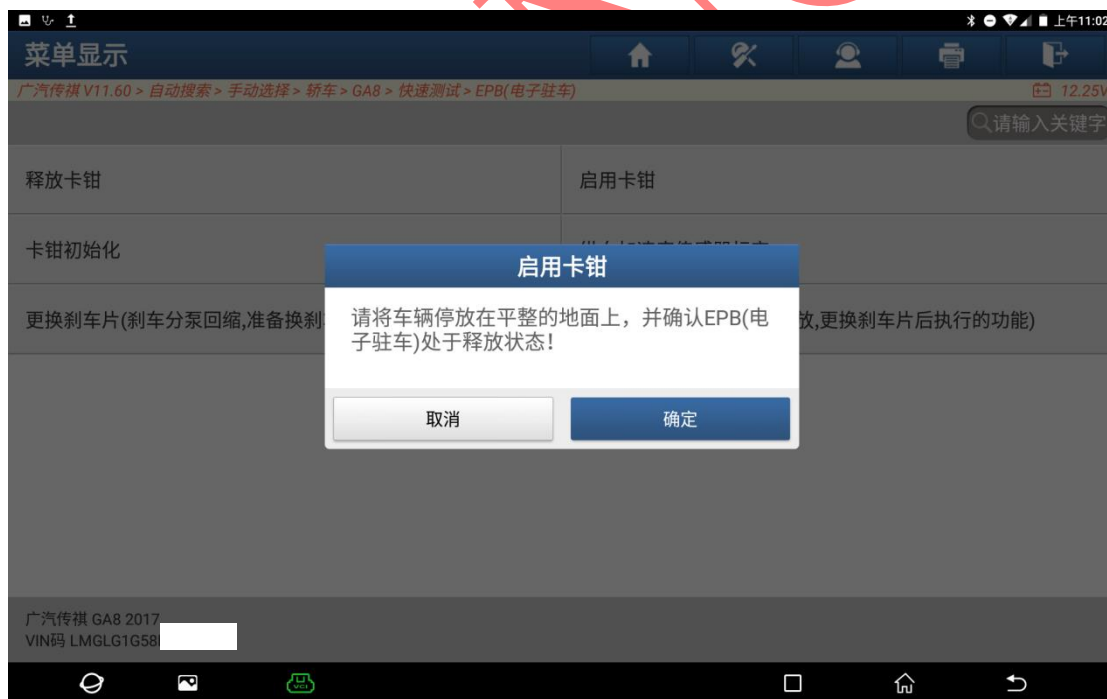 上午11:02
菜单显示
广汽传祺 V11.60 > 自动搜索 > 手动选择 > 轿车 > GA8 > 快速测试 > EPB(电子驻车)
12.25V
请输入关键字
释放卡钳
启用卡钳
卡钳初始化
启用卡钳
更换刹车片(刹车分泵回缩,准备换刹
请将车辆停放在平整的地面上，并确认EPB(电
子驻车)处于释放状态！
放,更换刹车片后执行的功能)
取消
确定
广汽传祺 GA8 2017
VIN码 LMGLG1G58
VCI